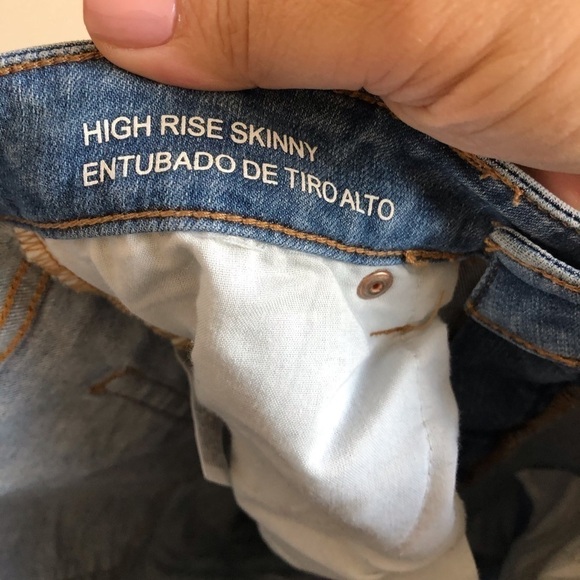 HIGH RISE SKINNY
ENTUBADO DE TIRO ALTO